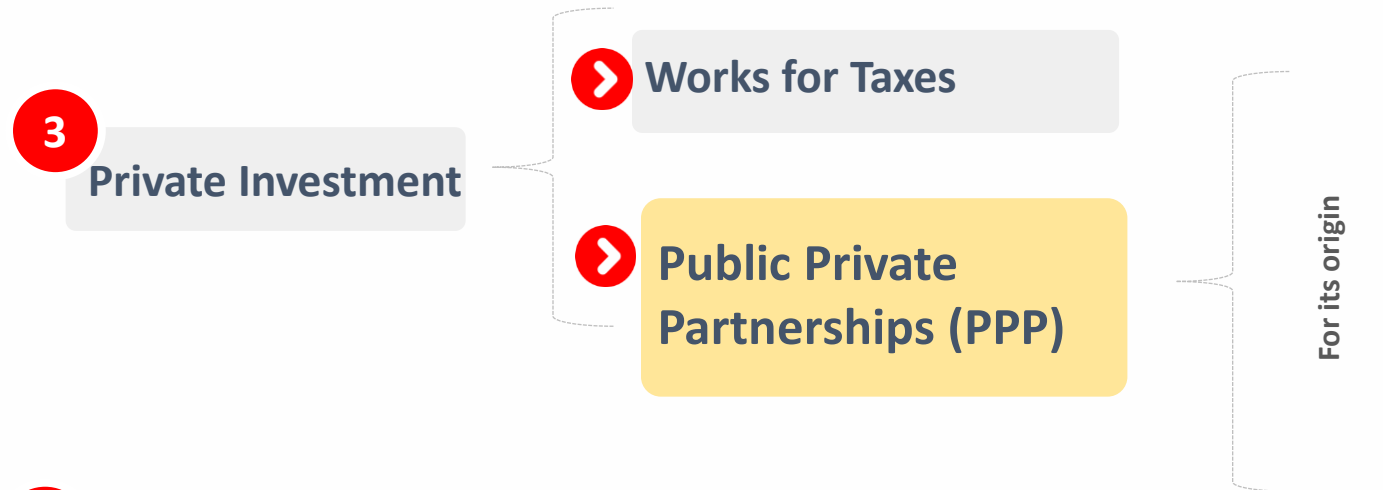 3
Private Investment
Works for Taxes
Public Private
Partnerships (PPP)
For its origin